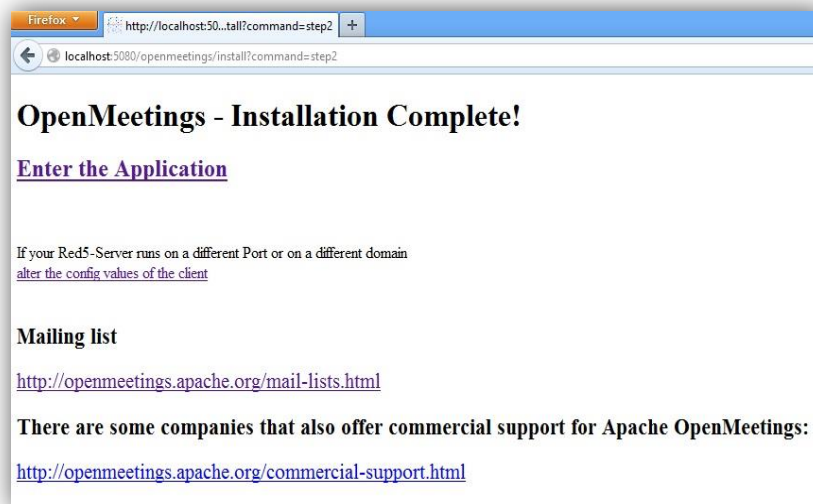 Firefox
http://localhost:50...tall?command=step2
localhost:5080/openmeetings/install?command=step2
OpenMeetings - Installation Complete!
Enter the Application
If your Red5-Server runs on a different Port or on a different domain
alter the config values of the client
Mailing list
http://openmeetings.apache.org/mail-lists.html
There are some companies that also offer commercial support for Apache OpenMeetings:
http://openmeetings.apache.org/commercial-support.html